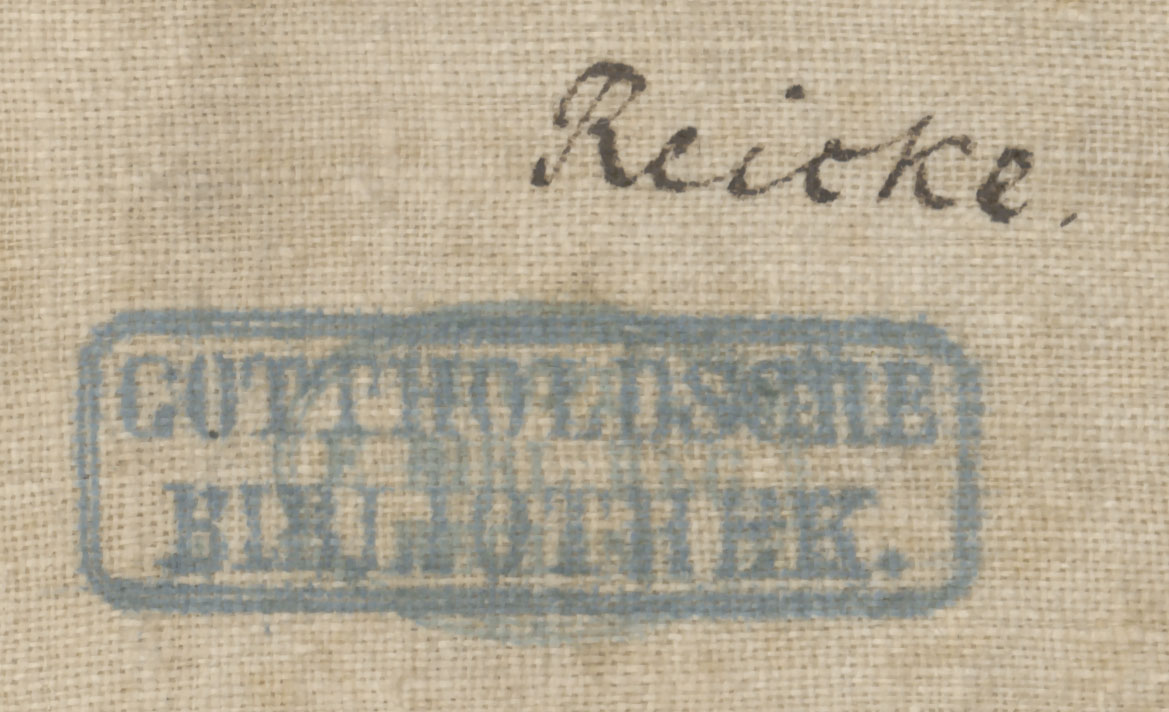 Reicke.
GOTTHOLDSCHE
BIBLIOTHEK.